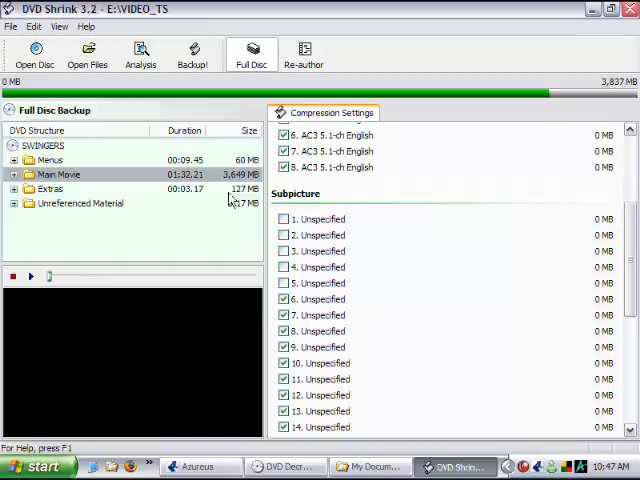 DVD Shrink 3.2 - E:\VIDEO_TS
File Edit View Help
Open Disc Open Files Analysis Backup! Full Disc Re-author
0 MB 3,837 MB
Full Disc Backup
Compression Settings
DVD Structure Duration Size
SWINGERS
Menus 00:09.45 60 MB
Main Movie 01:32.21 3,649 MB
Extras 00:03.17 127 MB
Unreferenced Material MB
6. AC3 5.1-ch English 0 MB
7. AC3 5.1-ch English 0 MB
8. AC3 5.1-ch English 0 MB
Subpicture
1. Unspecified 0 MB
2. Unspecified 0 MB
3. Unspecified 0 MB
4. Unspecified 0 MB
5. Unspecified 0 MB
6. Unspecified 0 MB
7. Unspecified 0 MB
8. Unspecified 0 MB
9. Unspecified 0 MB
10. Unspecified 0 MB
11. Unspecified 0 MB
12. Unspecified 0 MB
13. Unspecified 0 MB
14. Unspecified 0 MB
For Help, press F1
start Azureus DVD Decr... My Docum... DVD Shrin... 10:47 AM